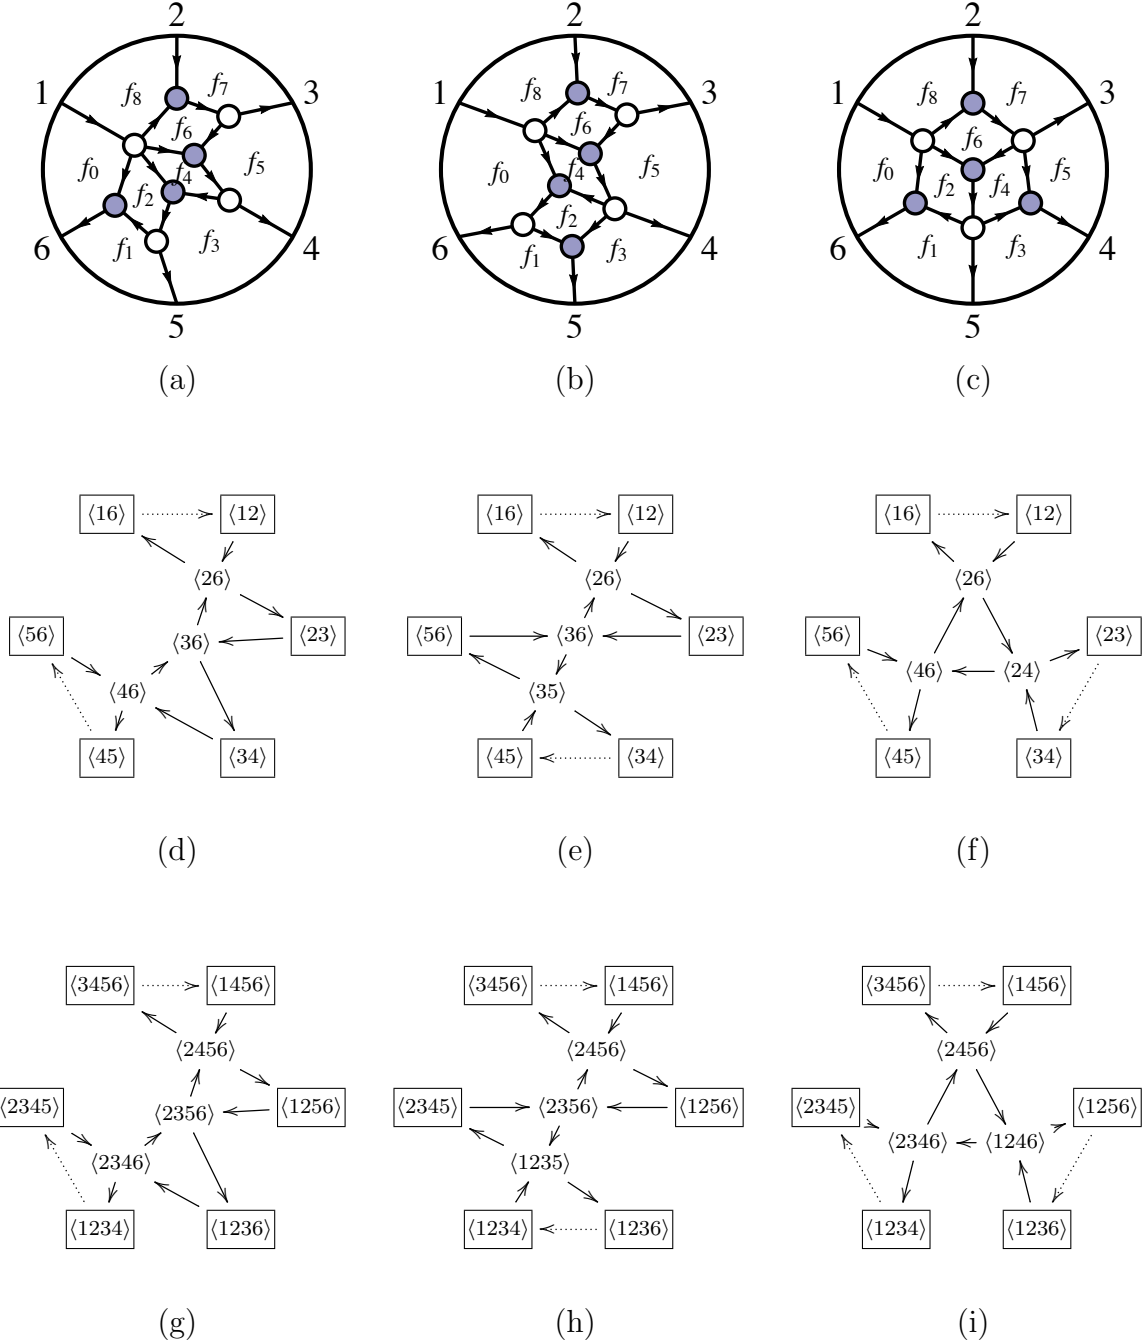 2 2 2
1 f8 f7 3 1 f8 f7 3 1 f8 f7 3
f6 f6 f6
f0 f4 f5 f0 f4 f5 f0 f2 f4 f5
f2 f2
6 f1 f3 4 6 f1 f3 4 6 f1 f3 4
5 5 5
(a) (b) (c)
⟨16⟩ ⟨12⟩ ⟨16⟩ ⟨12⟩ ⟨16⟩ ⟨12⟩
⟨26⟩ ⟨26⟩ ⟨26⟩
⟨56⟩ ⟨36⟩ ⟨23⟩ ⟨56⟩ ⟨36⟩ ⟨23⟩ ⟨56⟩ ⟨23⟩
⟨46⟩ ⟨35⟩ ⟨46⟩ ⟨24⟩
⟨45⟩ ⟨34⟩ ⟨45⟩ ⟨34⟩ ⟨45⟩ ⟨34⟩
(d) (e) (f)
⟨3456⟩ ⟨1456⟩ ⟨3456⟩ ⟨1456⟩ ⟨3456⟩ ⟨1456⟩
⟨2456⟩ ⟨2456⟩ ⟨2456⟩
⟨2345⟩ ⟨2356⟩ ⟨1256⟩ ⟨2345⟩ ⟨2356⟩ ⟨1256⟩ ⟨2345⟩ ⟨1256⟩
⟨2346⟩ ⟨1235⟩ ⟨2346⟩ ⟨1246⟩
⟨1234⟩ ⟨1236⟩ ⟨1234⟩ ⟨1236⟩ ⟨1234⟩ ⟨1236⟩
(g) (h) (i)